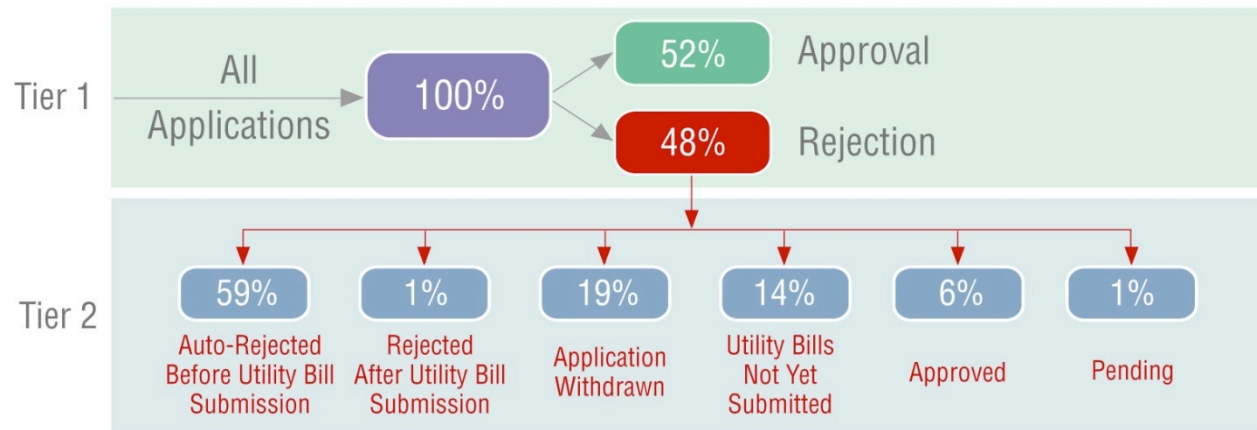 Tier 1
All
Applications
100%
52%
Approval
48%
Rejection
Tier 2
59%
Auto-Rejected
Before Utility Bill
Submission
1%
Rejected
After Utility Bill
Submission
19%
Application
Withdrawn
14%
Utility Bills
Not Yet
Submitted
6%
Approved
1%
Pending